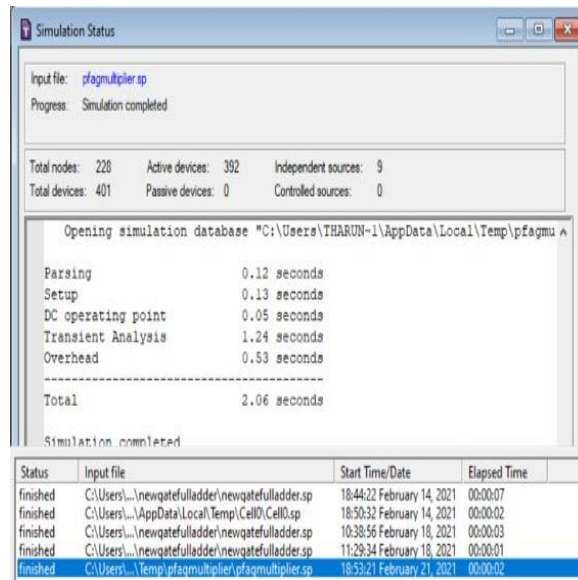 Simulation Status
Input file: pfagmultiplier.sp
Progress: Simulation completed
Total nodes: 228 Active devices: 392 Independent sources: 9
Total devices: 401 Passive devices: 0 Controlled sources: 0
Opening simulation database "C:\Users\THARUN~1\AppData\Local\Temp\pfagmu
Parsing 0.12 seconds
Setup 0.13 seconds
DC operating point 0.05 seconds
Transient Analysis 1.24 seconds
Overhead 0.53 seconds
-----------------------------------------
Total 2.06 seconds
Simulation completed
Status Input file Start Time/Date Elapsed Time
finished C:\Users\...\newgatefulladder\newgatefulladder.sp 18:44:22 February 14, 2021 00:00:07
finished C:\Users\...\AppData\Local\Temp\Cell0\Cell0.sp 18:50:32 February 14, 2021 00:00:02
finished C:\Users\...\newgatefulladder\newgatefulladder.sp 10:38:56 February 18, 2021 00:00:03
finished C:\Users\...\newgatefulladder\newgatefulladder.sp 11:29:34 February 18, 2021 00:00:01
finished C:\Users\...\Temp\pfagmultiplier\pfagmultiplier.sp 18:53:21 February 21, 2021 00:00:02